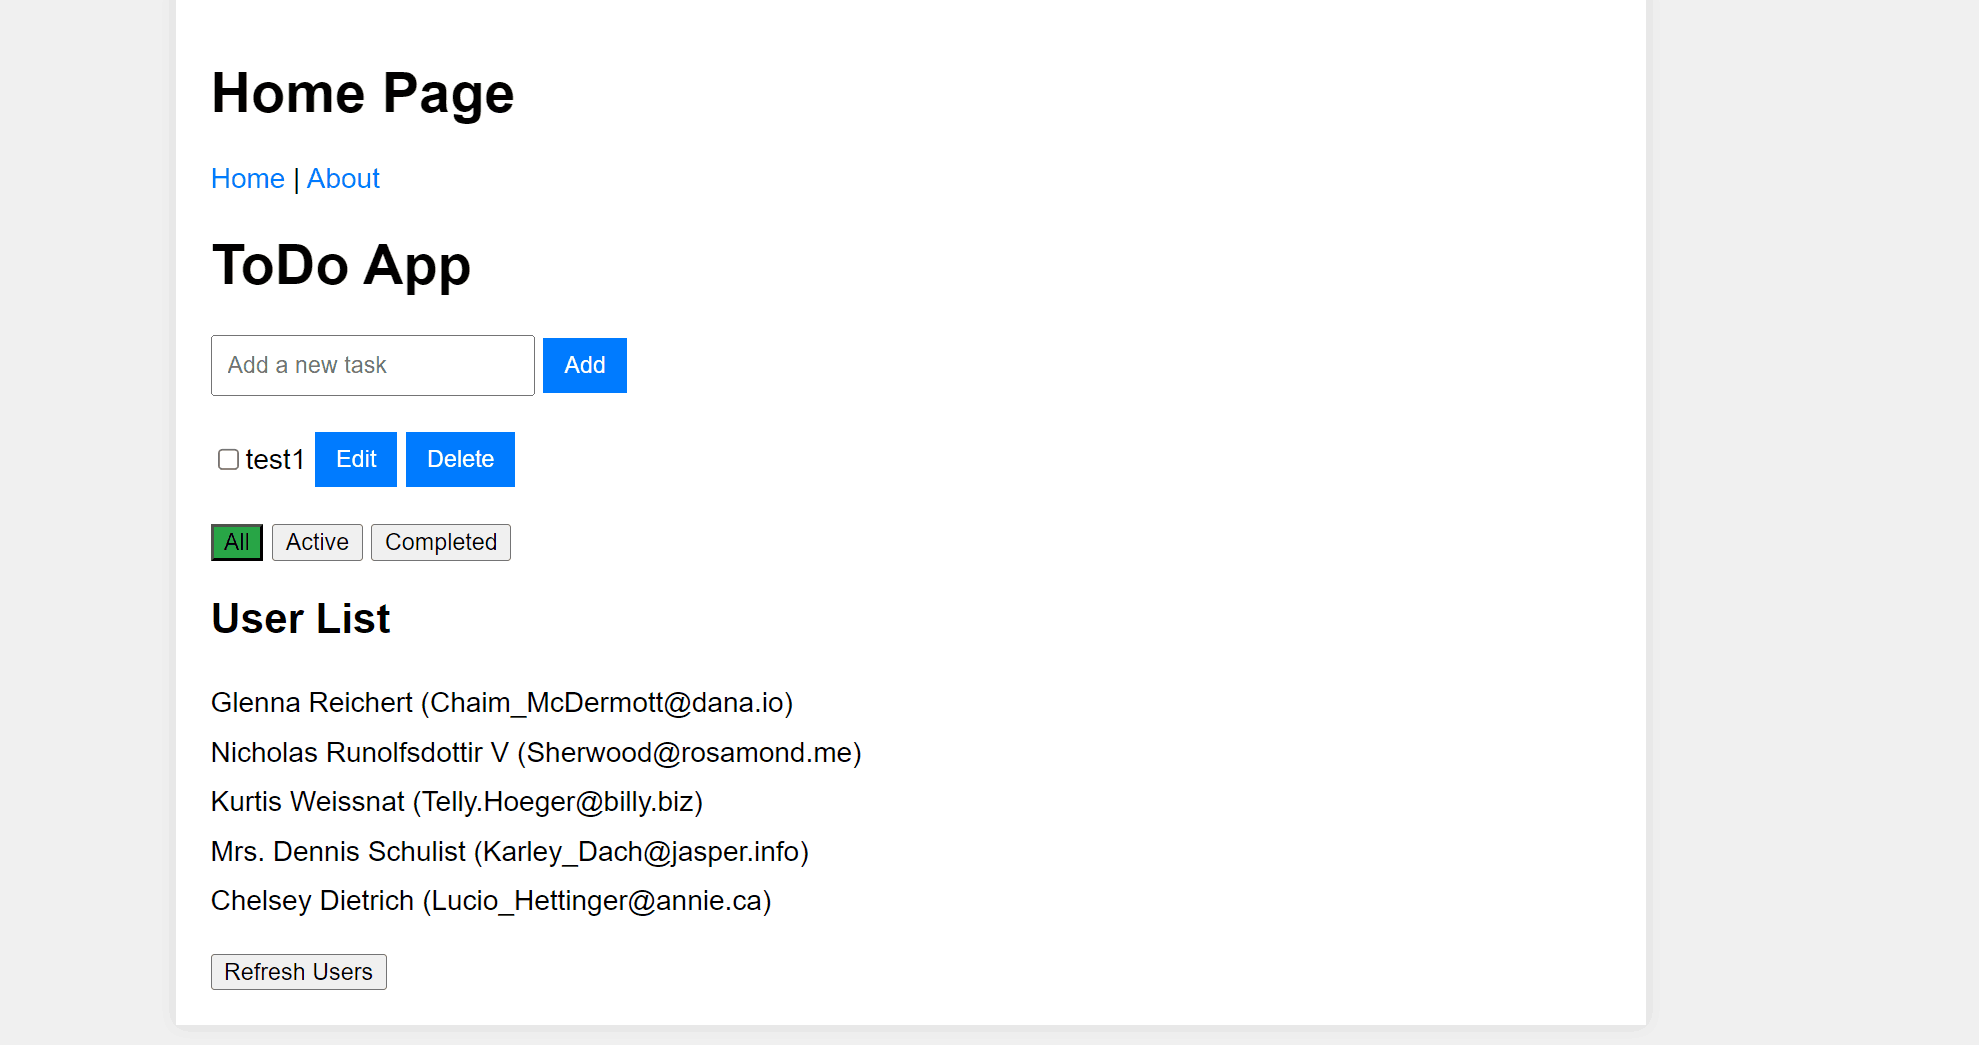 Home Page
Home | About
ToDo App
Add a new task Add
test1 Edit Delete
All Active Completed
User List
Glenna Reichert (Chaim_McDermott@dana.io)
Nicholas Runolfsdottir V (Sherwood@rosamond.me)
Kurtis Weissnat (Telly.Hoeger@billy.biz)
Mrs. Dennis Schulist (Karley_Dach@jasper.info)
Chelsey Dietrich (Lucio_Hettinger@annie.ca)
Refresh Users